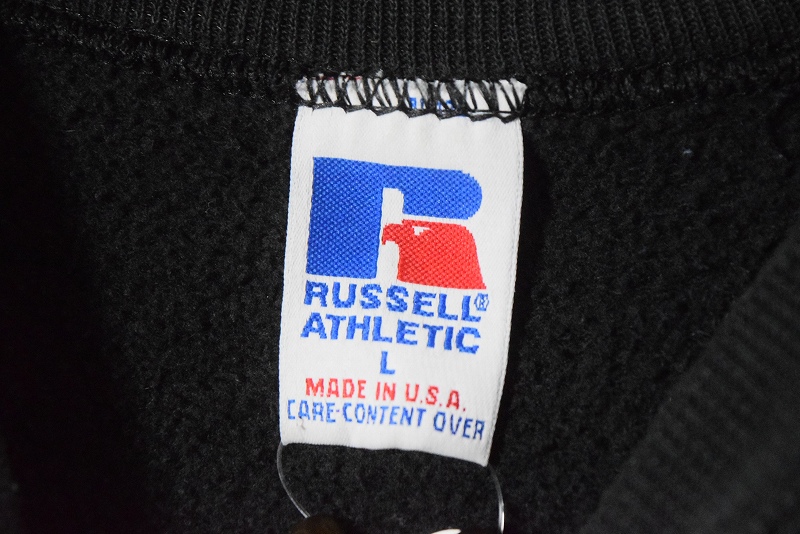 RUSSELL®
ATHLETIC
L
MADE IN U.S.A.
CARE-CONTENT OVER